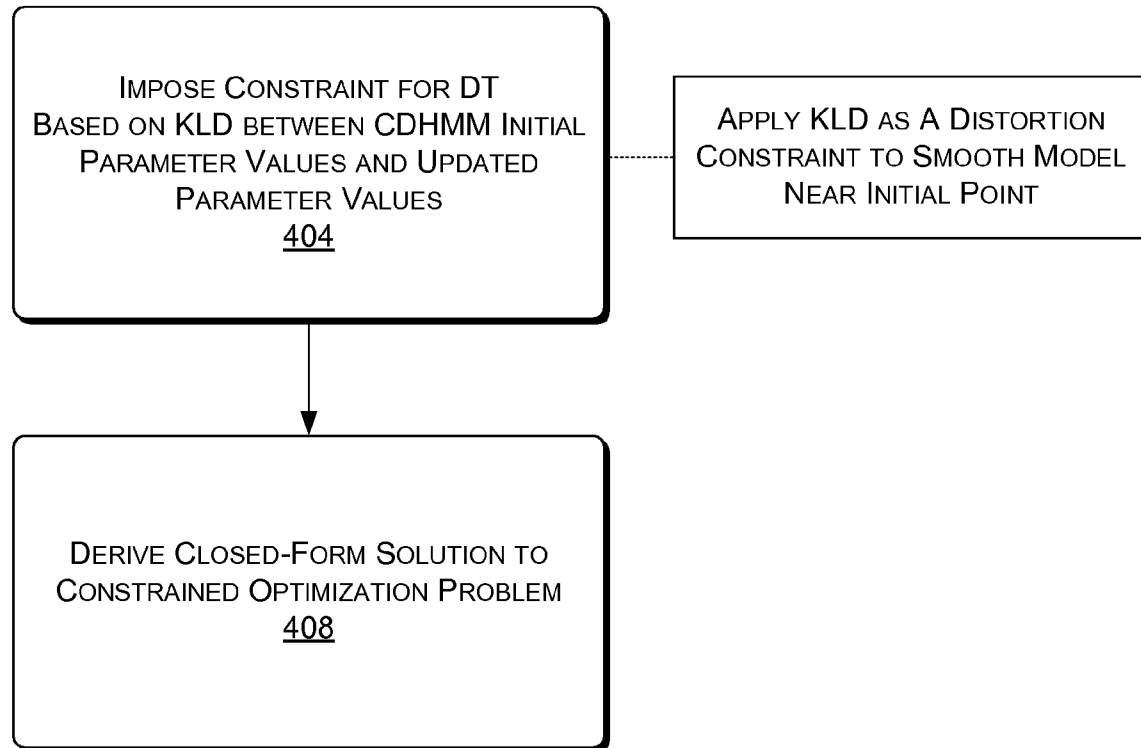 IMPOSE CONSTRAINT FOR DT
BASED ON KLD BETWEEN CDHMM INITIAL
PARAMETER VALUES AND UPDATED
PARAMETER VALUES
404
APPLY KLD AS A DISTORTION
CONSTRAINT TO SMOOTH MODEL
NEAR INITIAL POINT
DERIVE CLOSED-FORM SOLUTION TO
CONSTRAINED OPTIMIZATION PROBLEM
408